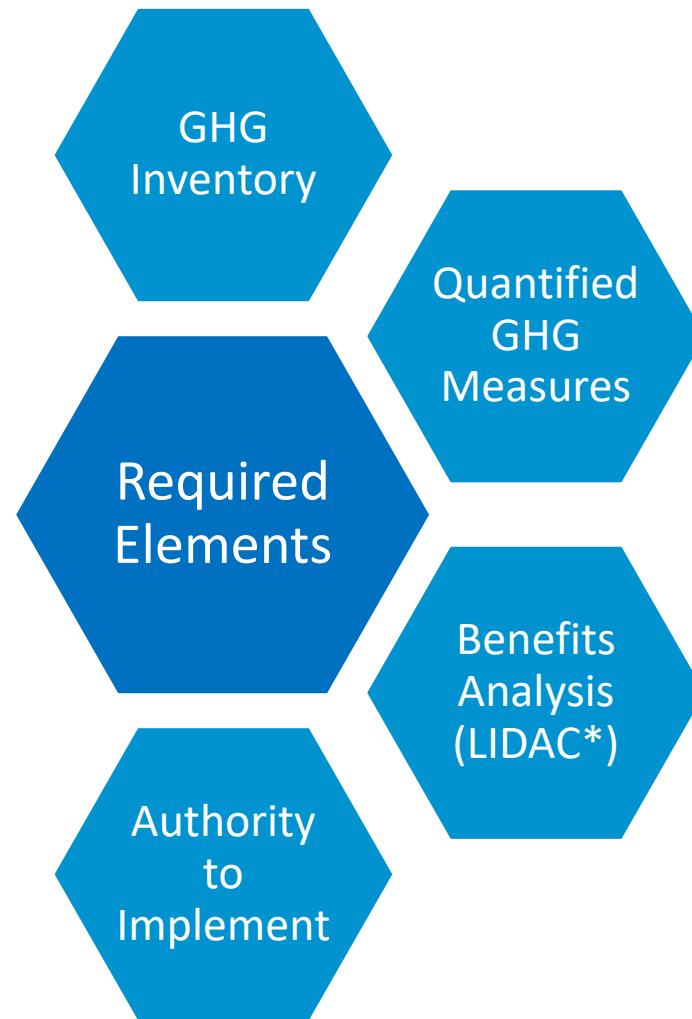 GHG
Inventory
Quantified
GHG
Measures
Required
Elements
Benefits
Analysis
(LIDAC*)
Authority
to
Implement